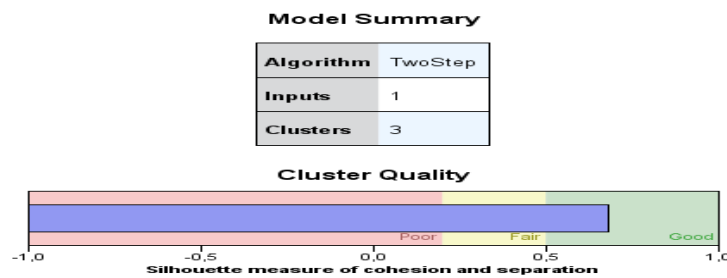 Model Summary
Algorithm TwoStep
Inputs 1
Clusters 3
Cluster Quality
Poor Fair Good
-1,0 -0,5 0,0 0,5 1,0
Silhouette measure of cohesion and separation